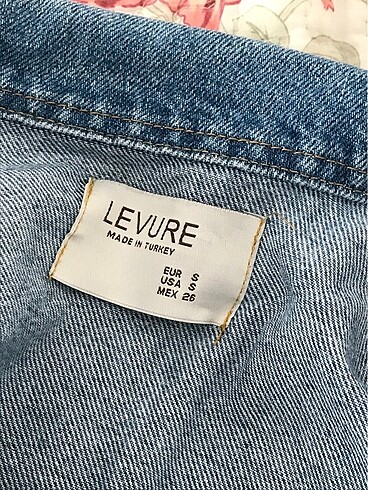 LEVURE
MADE IN TURKEY
EUR S
USA S
MEX 26